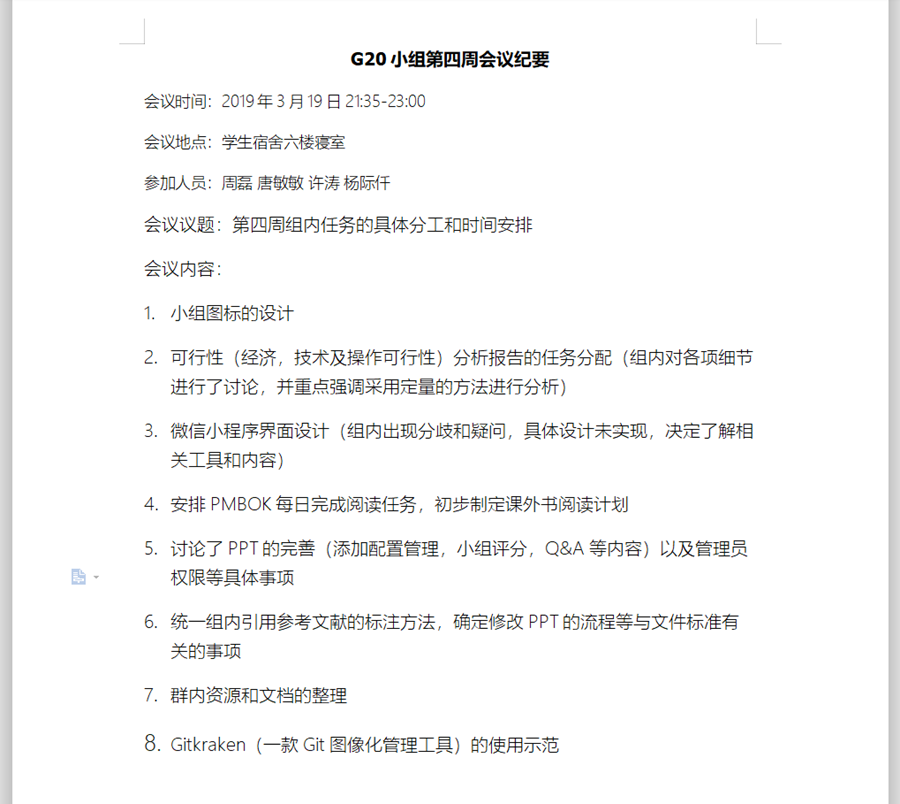 G20 小组第四周会议纪要
会议时间：2019 年 3 月 19 日 21:35-23:00
会议地点：学生宿舍六楼寝室
参加人员：周磊 唐敏敏 许涛 杨际仟
会议议题：第四周组内任务的具体分工和时间安排
会议内容：
1. 小组图标的设计
2. 可行性（经济，技术及操作可行性）分析报告的任务分配（组内对各项细节
进行了讨论，并重点强调采用定量的方法进行分析）
3. 微信小程序界面设计（组内出现分歧和疑问，具体设计未实现，决定了解相
关工具和内容）
4. 安排 PMBOK 每日完成阅读任务，初步制定课外书阅读计划
5. 讨论了 PPT 的完善（添加配置管理，小组评分，Q&A 等内容）以及管理员
权限等具体事项
6. 统一组内引用参考文献的标注方法，确定修改 PPT 的流程等与文件标准有
关的事项
7. 群内资源和文档的整理
8. Gitkraken（一款 Git 图像化管理工具）的使用示范